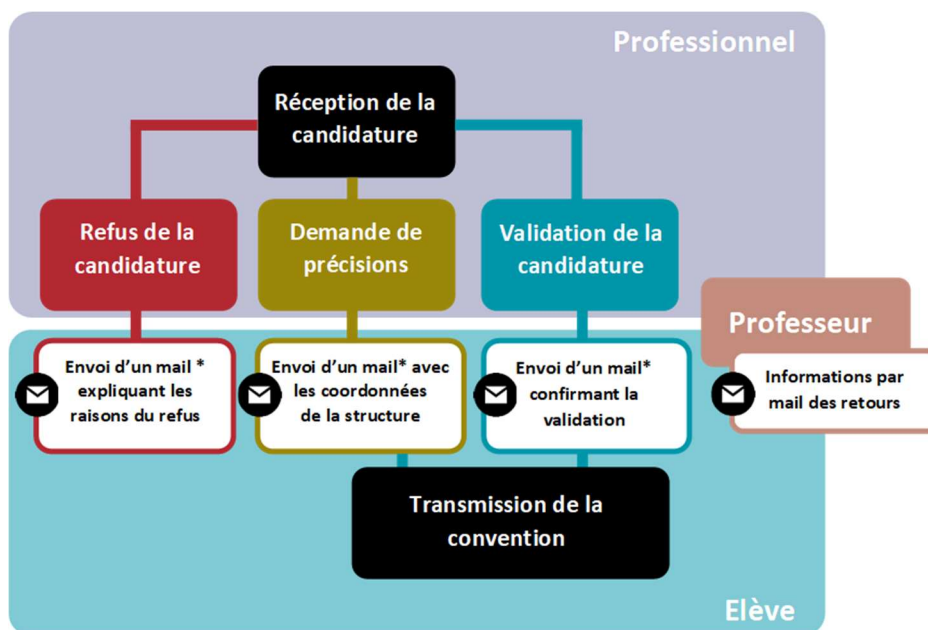 Professionnel
Réception de la
candidature
Refus de la
candidature
Demande de
précisions
Validation de la
candidature
Professeur
Envoi d'un mail *
expliquant les
raisons du refus
Envoi d'un mail* avec
les coordonnées
de la structure
Envoi d'un mail*
confirmant la
validation
Informations par
mail des retours
Transmission de la
convention
Elève